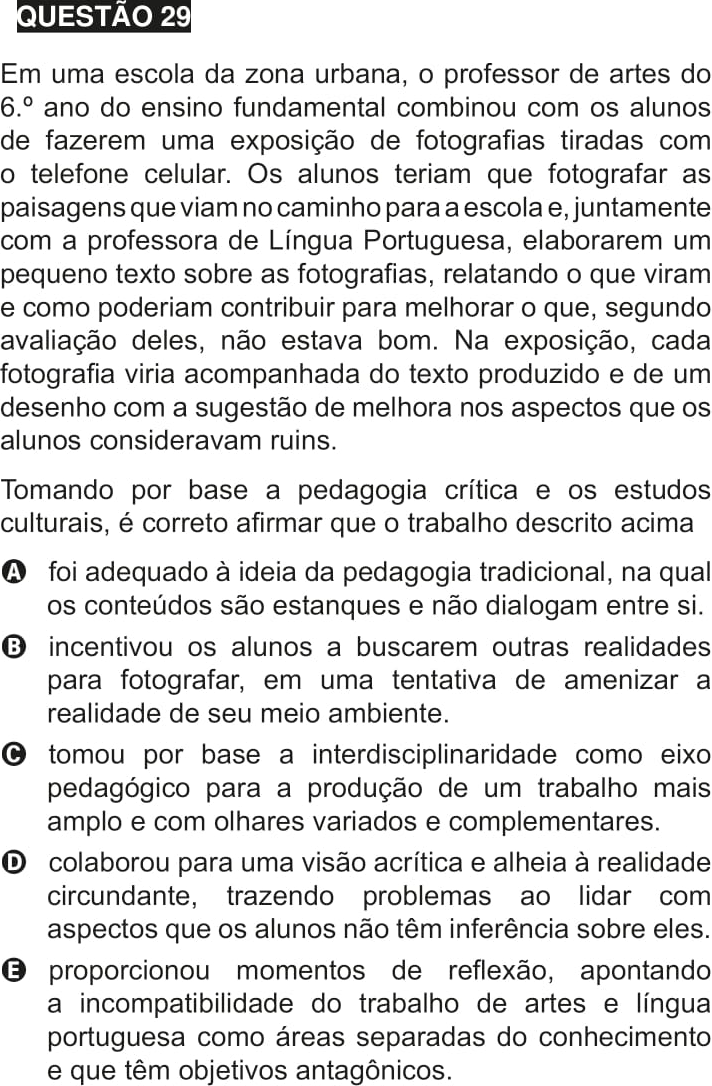 QUESTÃO 29
Em uma escola da zona urbana, o professor de artes do
6.º ano do ensino fundamental combinou com os alunos
de fazerem uma exposição de fotografias tiradas com
o telefone celular. Os alunos teriam que fotografar as
paisagens que viam no caminho para a escola e, juntamente
com a professora de Língua Portuguesa, elaborarem um
pequeno texto sobre as fotografias, relatando o que viram
e como poderiam contribuir para melhorar o que, segundo
avaliação deles, não estava bom. Na exposição, cada
fotografia viria acompanhada do texto produzido e de um
desenho com a sugestão de melhora nos aspectos que os
alunos consideravam ruins.
Tomando por base a pedagogia crítica e os estudos
culturais, é correto afirmar que o trabalho descrito acima
A foi adequado à ideia da pedagogia tradicional, na qual
os conteúdos são estanques e não dialogam entre si.
B incentivou os alunos a buscarem outras realidades
para fotografar, em uma tentativa de amenizar a
realidade de seu meio ambiente.
C tomou por base a interdisciplinaridade como eixo
pedagógico para a produção de um trabalho mais
amplo e com olhares variados e complementares.
D colaborou para uma visão acrítica e alheia à realidade
circundante, trazendo problemas ao lidar com
aspectos que os alunos não têm inferência sobre eles.
E proporcionou momentos de reflexão, apontando
a incompatibilidade do trabalho de artes e língua
portuguesa como áreas separadas do conhecimento
e que têm objetivos antagônicos.